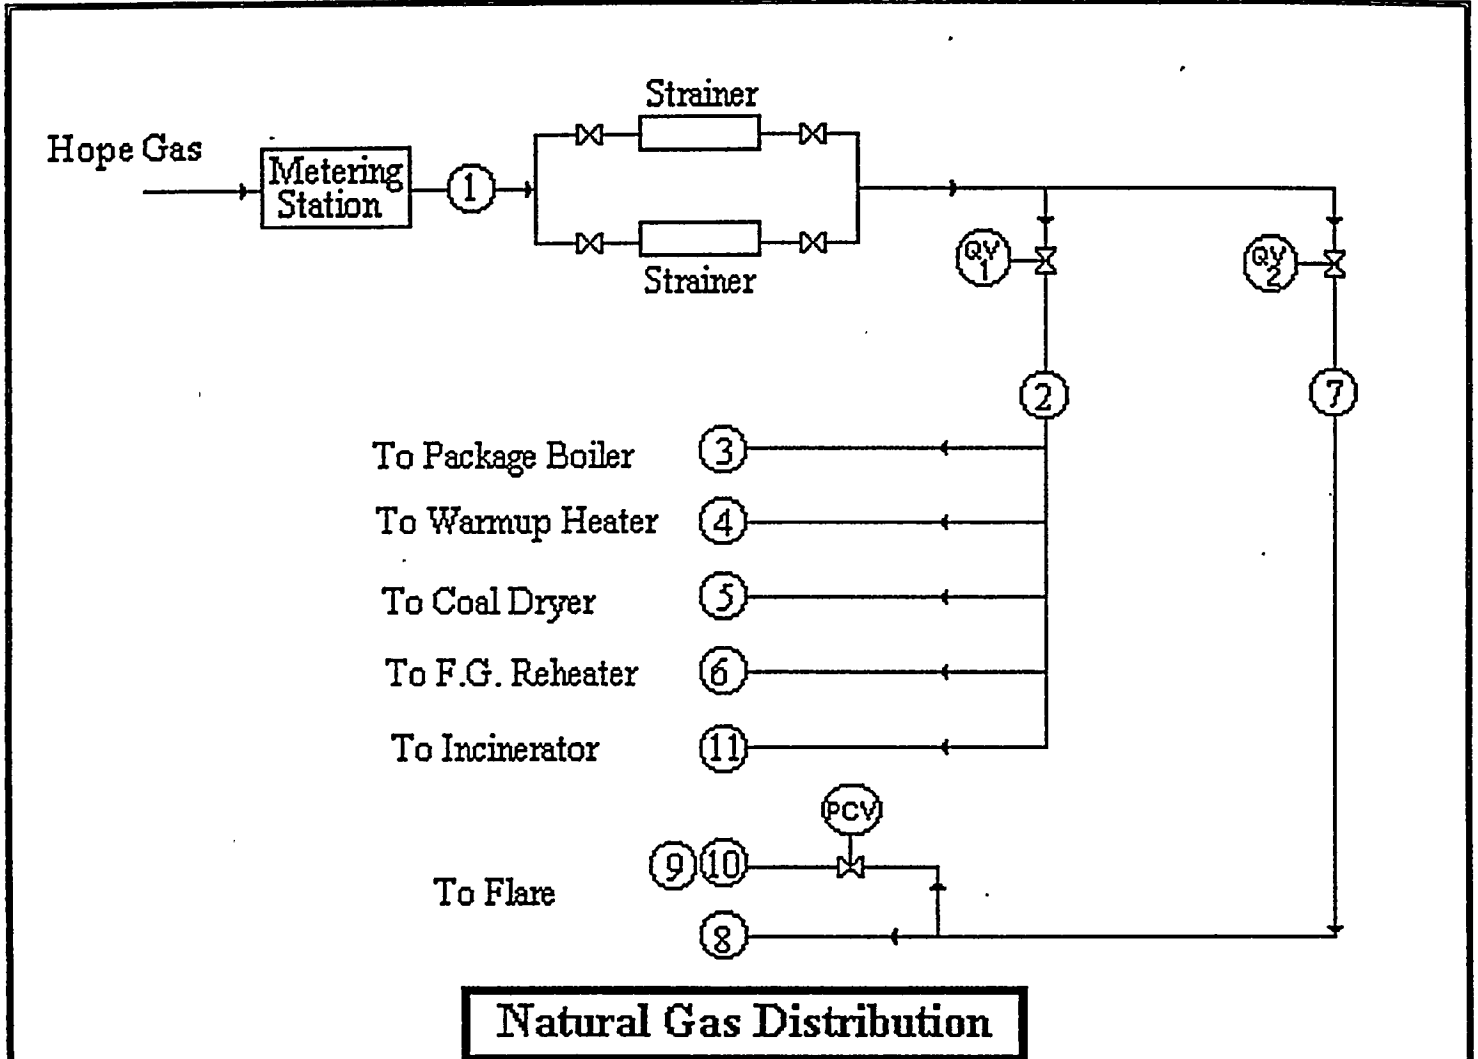 Strainer
Hope Gas
Metering
Station
1
Strainer
QV
1
QV
2
2
7
To Package Boiler
3
To Warmup Heater
4
To Coal Dryer
5
To F.G. Reheater
6
To Incinerator
11
PCV
9
10
To Flare
8
Natural Gas Distribution